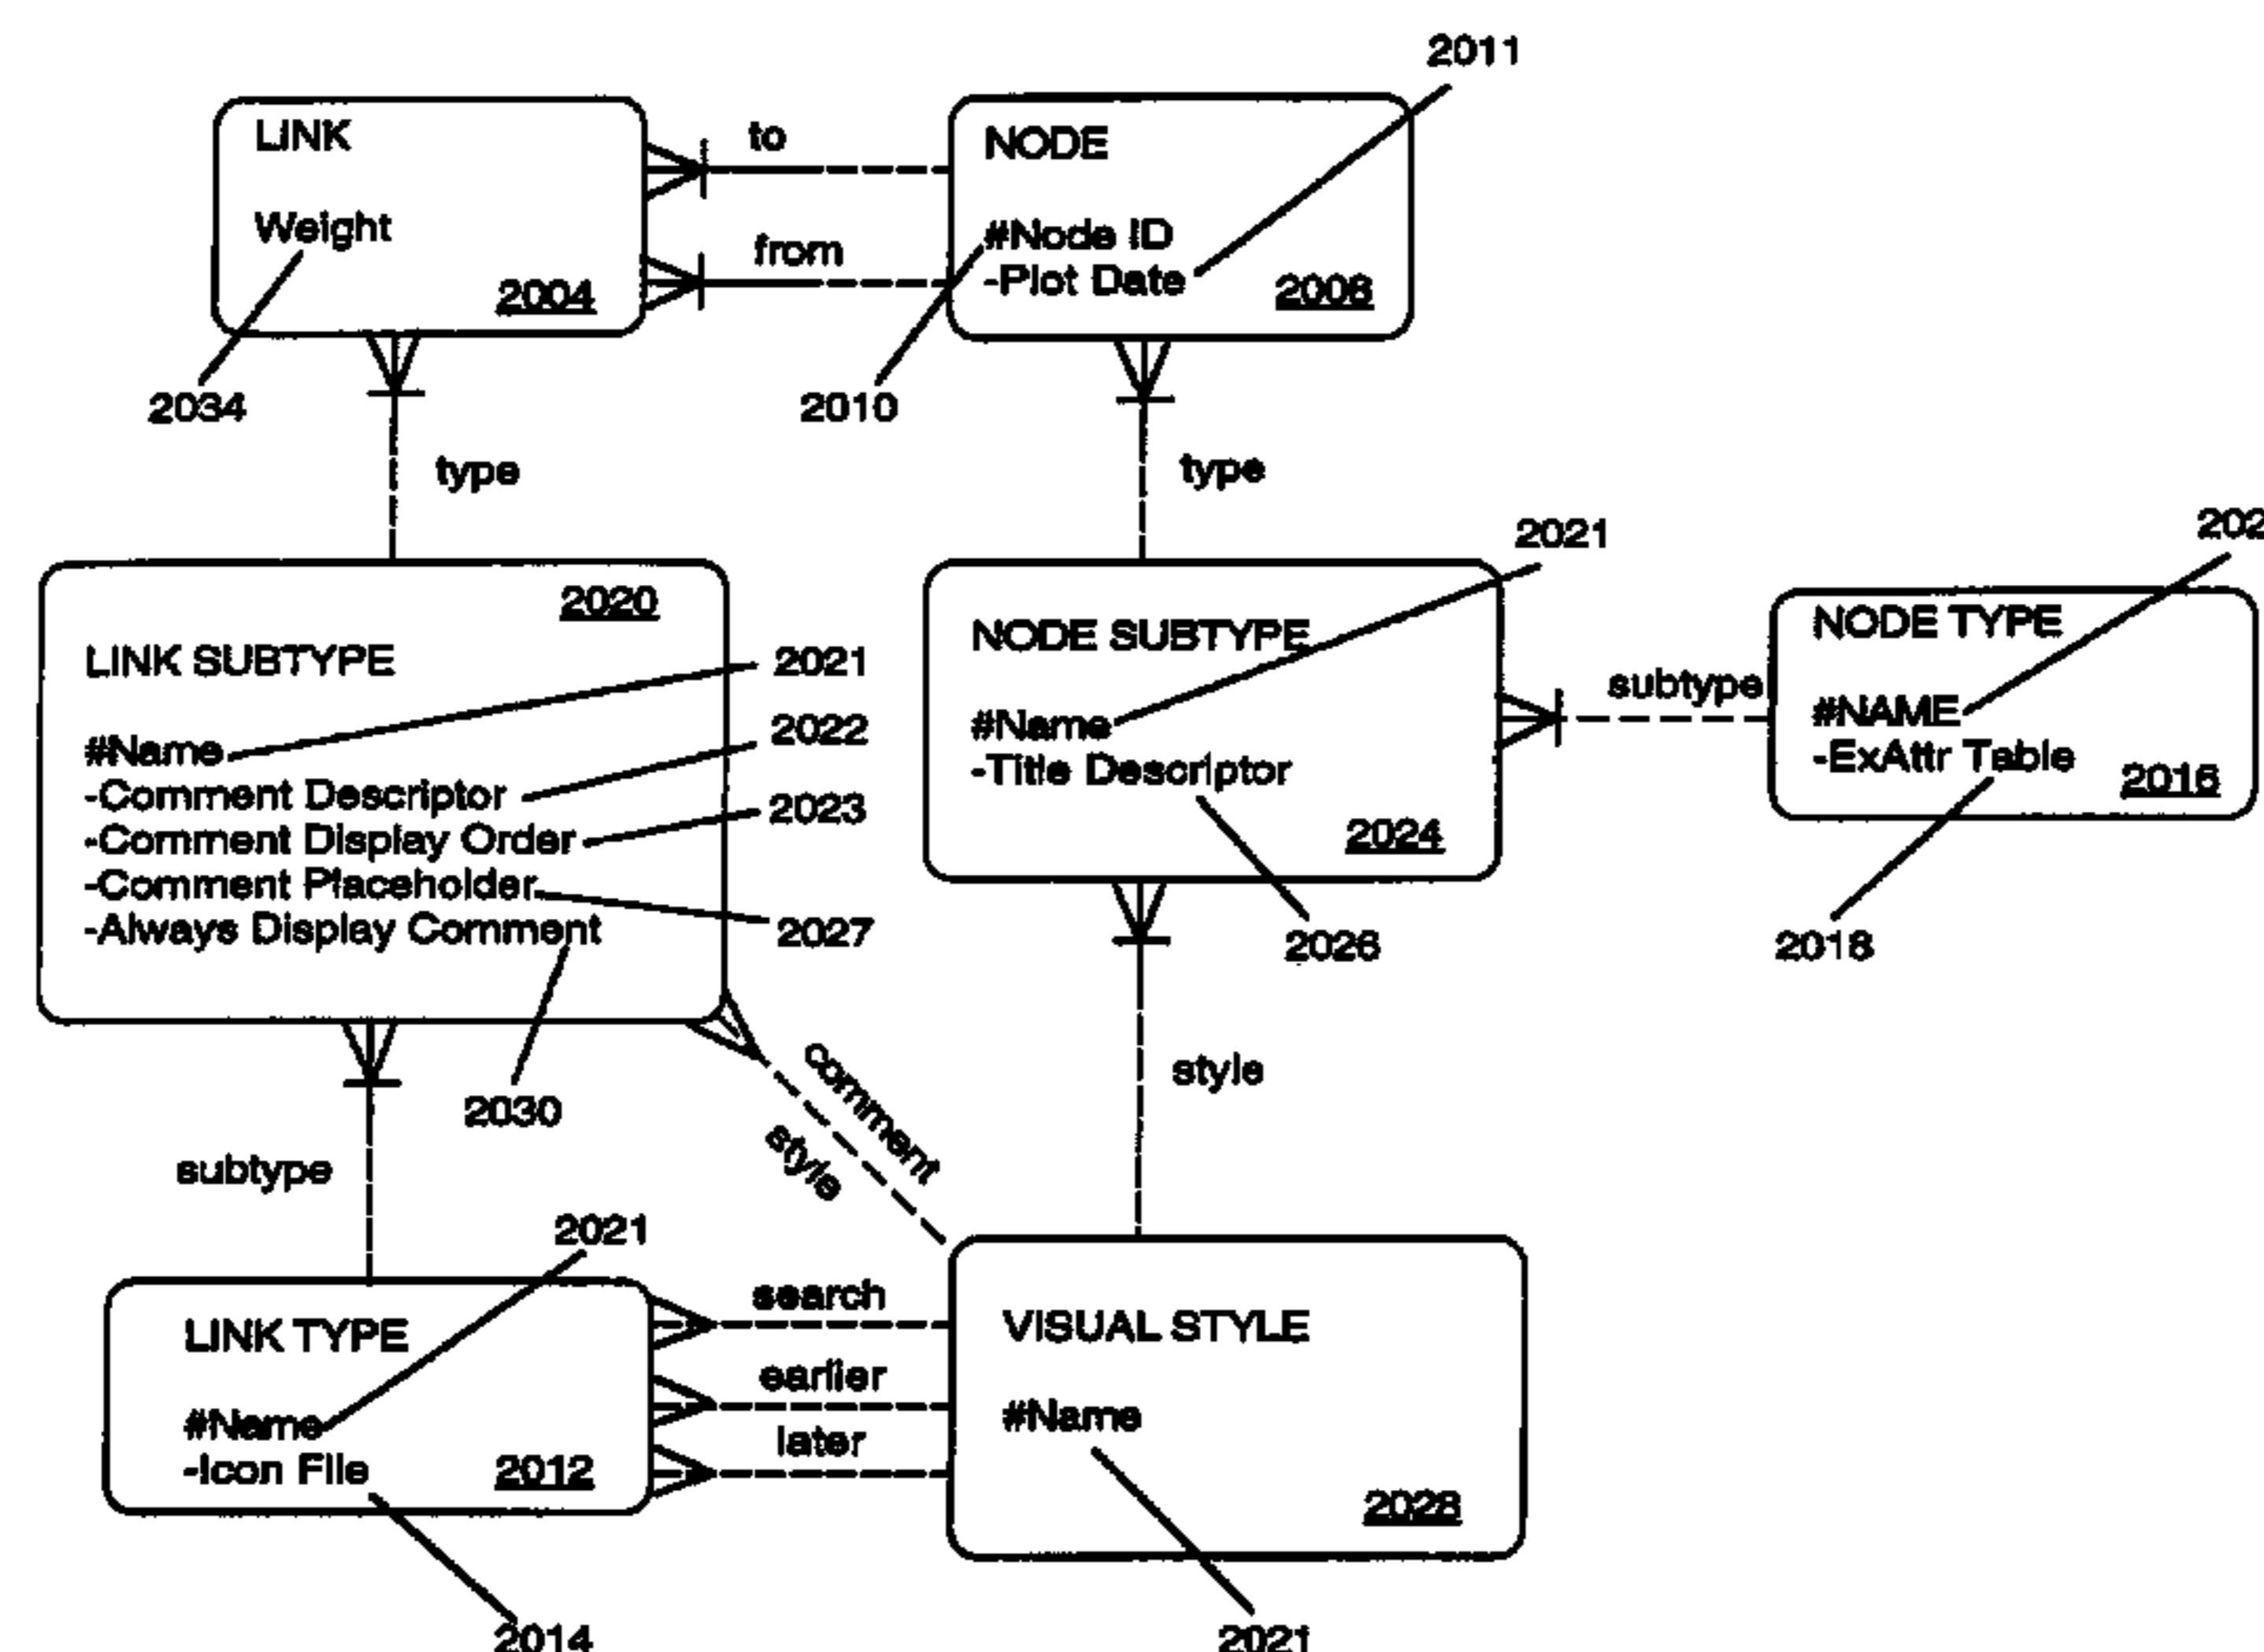 2011
LINK
Weight
2004
to
from
NODE
#Node ID
-Plot Date
2008
2034
2010
type
type
2020
LINK SUBTYPE
#Name
-Comment Descriptor
-Comment Display Order
-Comment Placeholder
-Always Display Comment
2021
2022
2023
2027
2030
2021
NODE SUBTYPE
#Name
-Title Descriptor
2024
2026
subtype
NODE TYPE
#NAME
-ExAttr Table
2016
2018
subtype
comment
style
style
2021
LINK TYPE
#Name
-Icon File
2012
2014
search
earlier
later
VISUAL STYLE
#Name
2028
2021